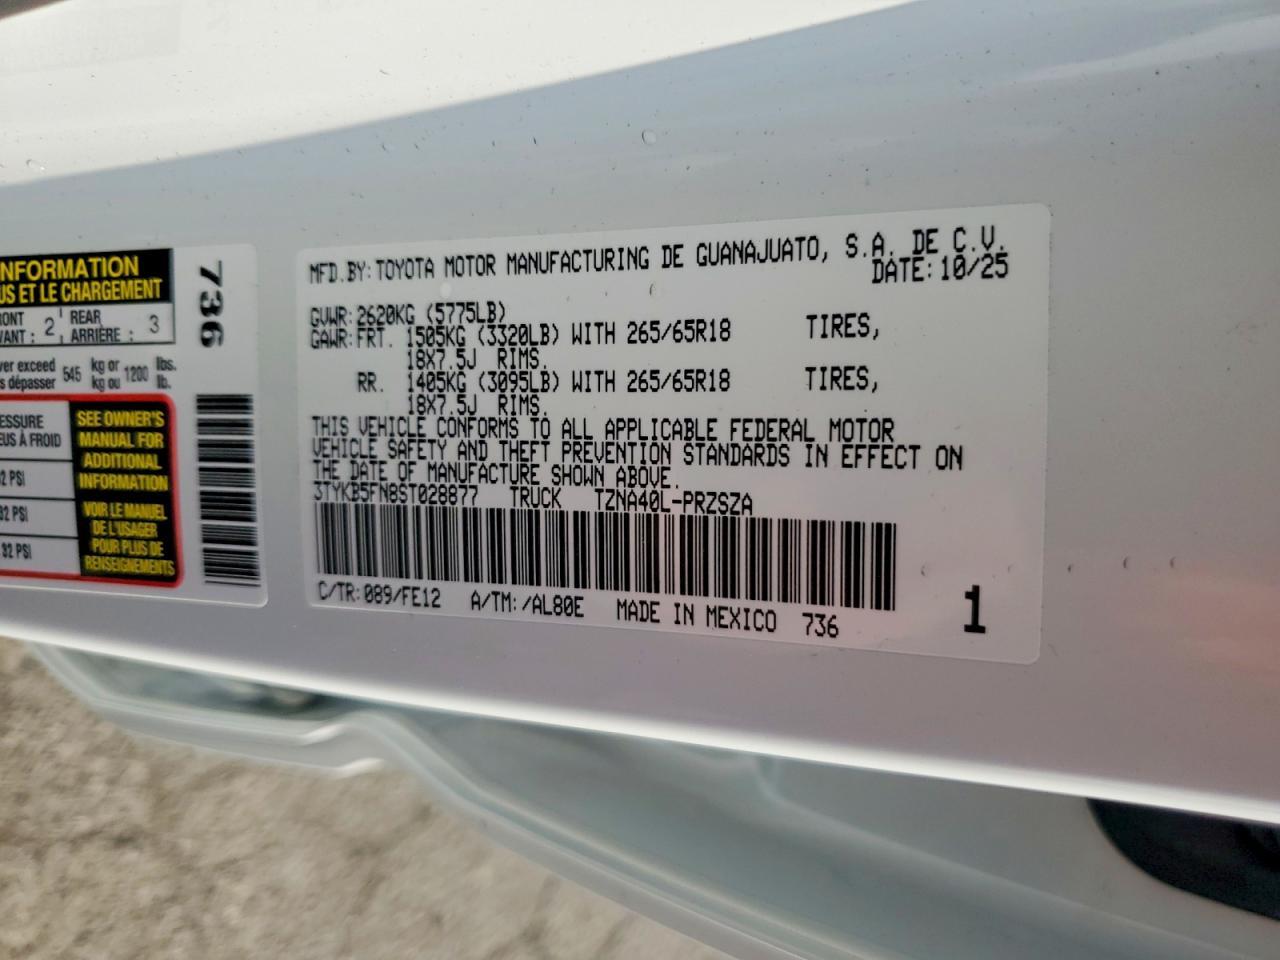 NFORMATION
US ET LE CHARGEMENT
RONT 2 REAR 3
VANT : ARRIÈRE :
ver exceed 545 kg or 1200 lbs.
s dépasser kg ou lb.
ESSURE
EUS À FROID
2 PSI
32 PSI
32 PSI
SEE OWNER'S
MANUAL FOR
ADDITIONAL
INFORMATION
VOIR LE MANUEL
DE L'USAGER
POUR PLUS DE
RENSEIGNEMENTS
736
MFD.BY:TOYOTA MOTOR MANUFACTURING DE GUANAJUATO, S.A. DE C.V.
DATE:10/25
GVWR:2620KG (5775LB)
GAWR:FRT. 1505KG (3320LB) WITH 265/65R18 TIRES,
18X7.5J RIMS.
RR. 1405KG (3095LB) WITH 265/65R18 TIRES,
18X7.5J RIMS.
THIS VEHICLE CONFORMS TO ALL APPLICABLE FEDERAL MOTOR
VEHICLE SAFETY AND THEFT PREVENTION STANDARDS IN EFFECT ON
THE DATE OF MANUFACTURE SHOWN ABOVE.
3TYKB5FN8ST028877 TRUCK TZNA40L-PRZSZA
C/TR:089/FE12 A/TM:/AL80E MADE IN MEXICO 736
1